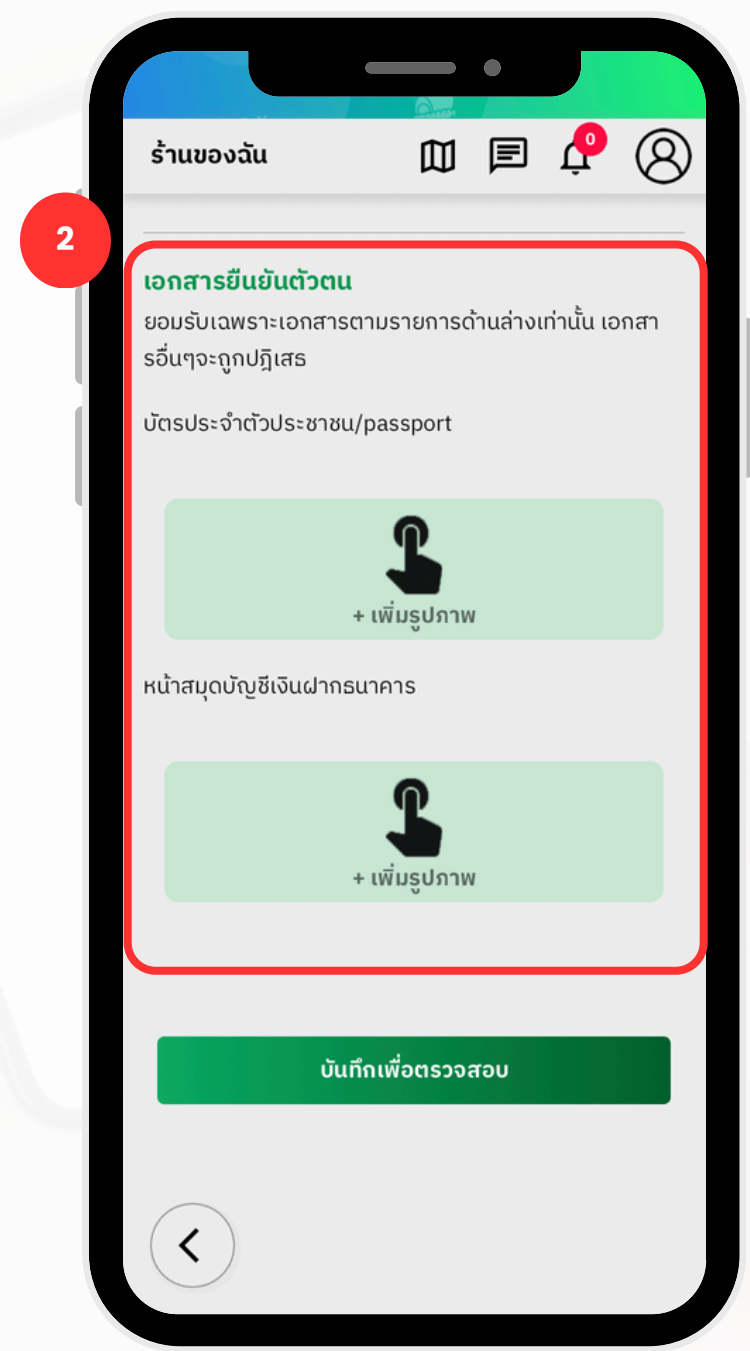 ร้านของฉัน
0
2
เอกสารยืนยันตัวตน
ยอมรับเฉพราะเอกสารตามรายการด้านล่างเท่านั้น เอกสา
รอื่นๆจะถูกปฎิเสธ
บัตรประจำตัวประชาชน/passport
+ เพิ่มรูปภาพ
หน้าสมุดบัญชีเงินฝากธนาคาร
+ เพิ่มรูปภาพ
บันทึกเพื่อตรวจสอบ